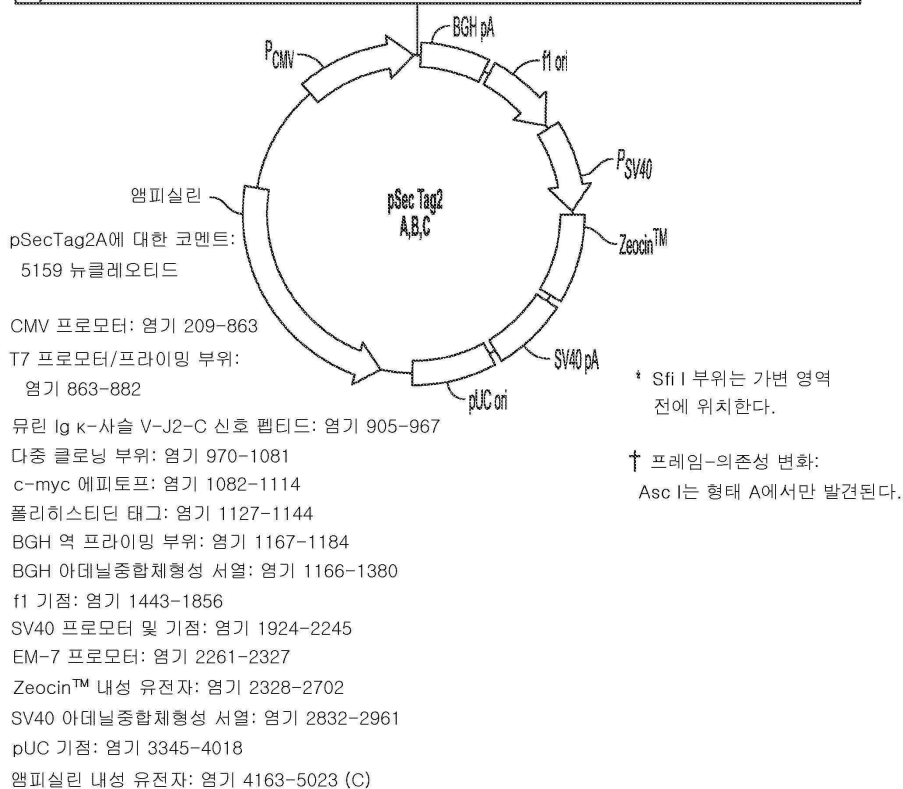 BGH pA
PCMV
f1 ori
PSV40
앰피실린
pSec Tag2
A,B,C
pSecTag2A에 대한 코멘트:
5159 뉴클레오티드
Zeocin™
CMV 프로모터: 염기 209-863
SV40 pA
T7 프로모터/프라이밍 부위:
염기 863-882
pUC ori
* Sfi I 부위는 가변 영역
전에 위치한다.
뮤린 Ig κ-사슬 V-J2-C 신호 펩티드: 염기 905-967
다중 클로닝 부위: 염기 970-1081
† 프레임-의존성 변화:
Asc I는 형태 A에서만 발견된다.
c-myc 에피토프: 염기 1082-1114
폴리히스티딘 태그: 염기 1127-1144
BGH 역 프라이밍 부위: 염기 1167-1184
BGH 아데닐중합체형성 서열: 염기 1166-1380
f1 기점: 염기 1443-1856
SV40 프로모터 및 기점: 염기 1924-2245
EM-7 프로모터: 염기 2261-2327
Zeocin™ 내성 유전자: 염기 2328-2702
SV40 아데닐중합체형성 서열: 염기 2832-2961
pUC 기점: 염기 3345-4018
앰피실린 내성 유전자: 염기 4163-5023 (C)